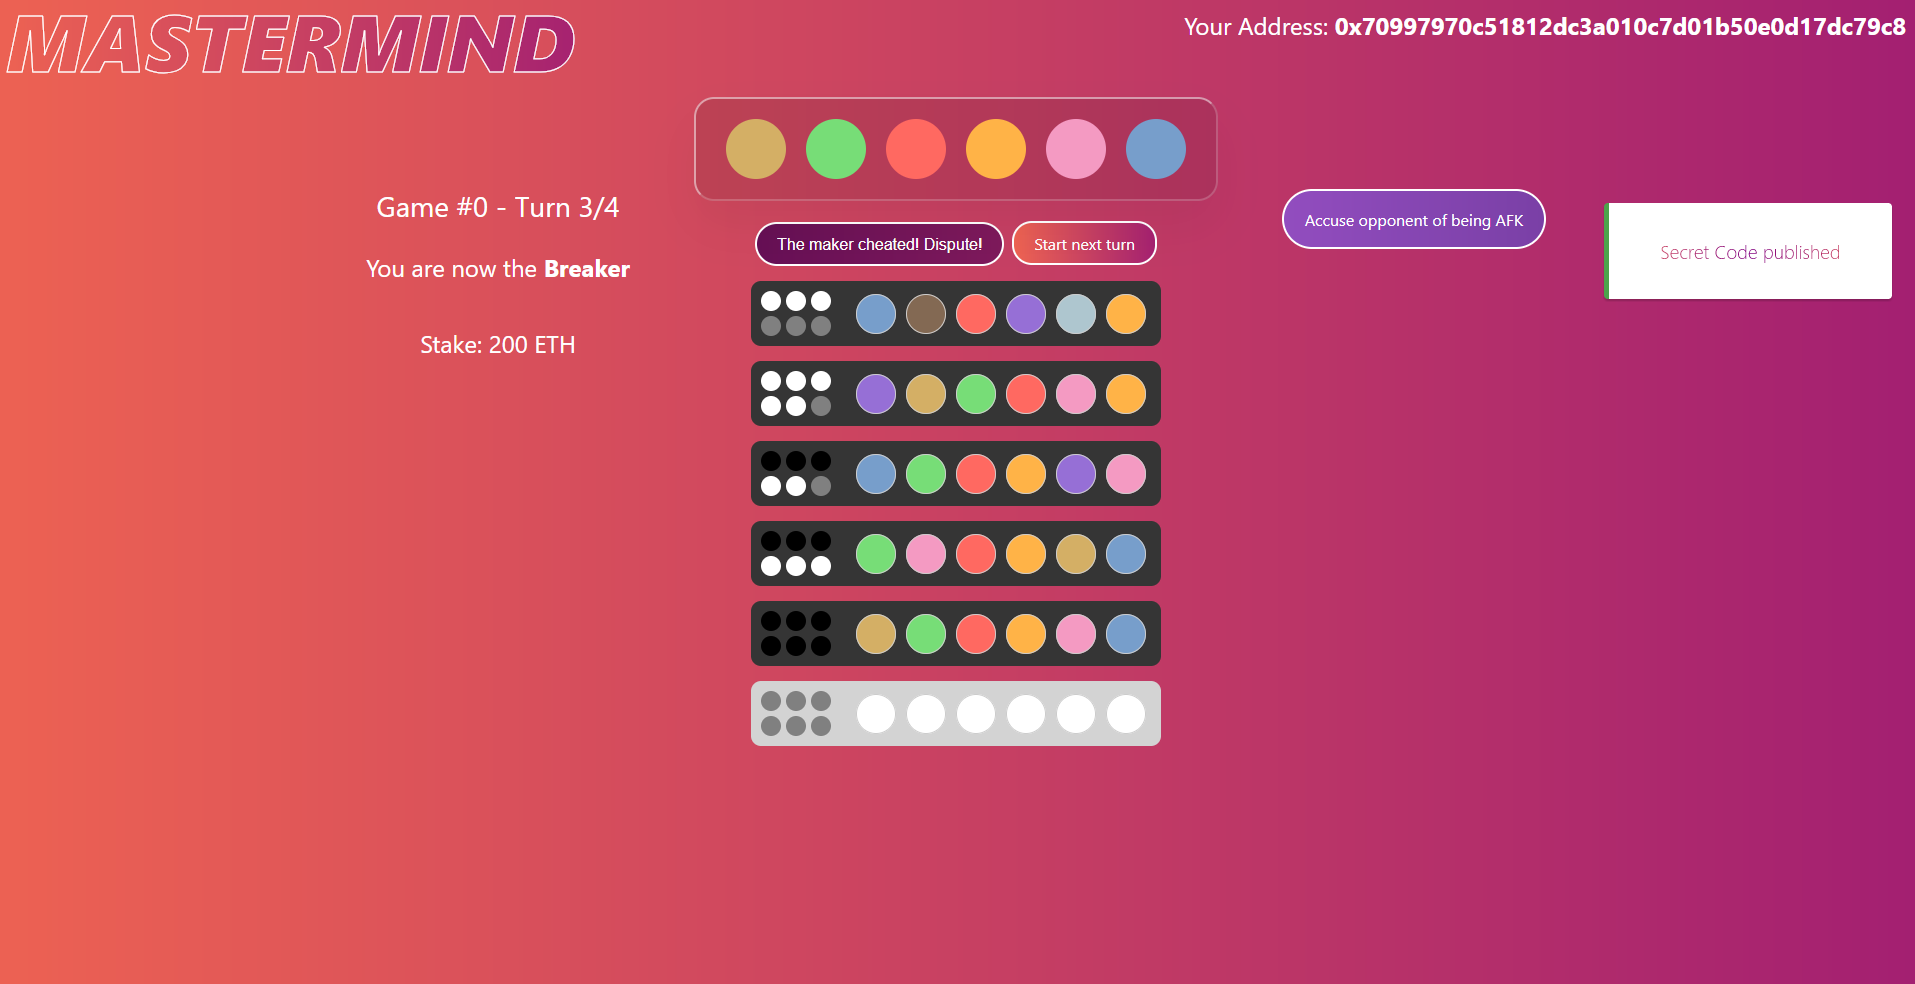 MASTERMIND
Your Address: 0x70997970c51812dc3a010c7d01b50e0d17dc79c8
Game #0 - Turn 3/4
You are now the Breaker
Stake: 200 ETH
The maker cheated! Dispute!
Start next turn
Accuse opponent of being AFK
Secret Code published